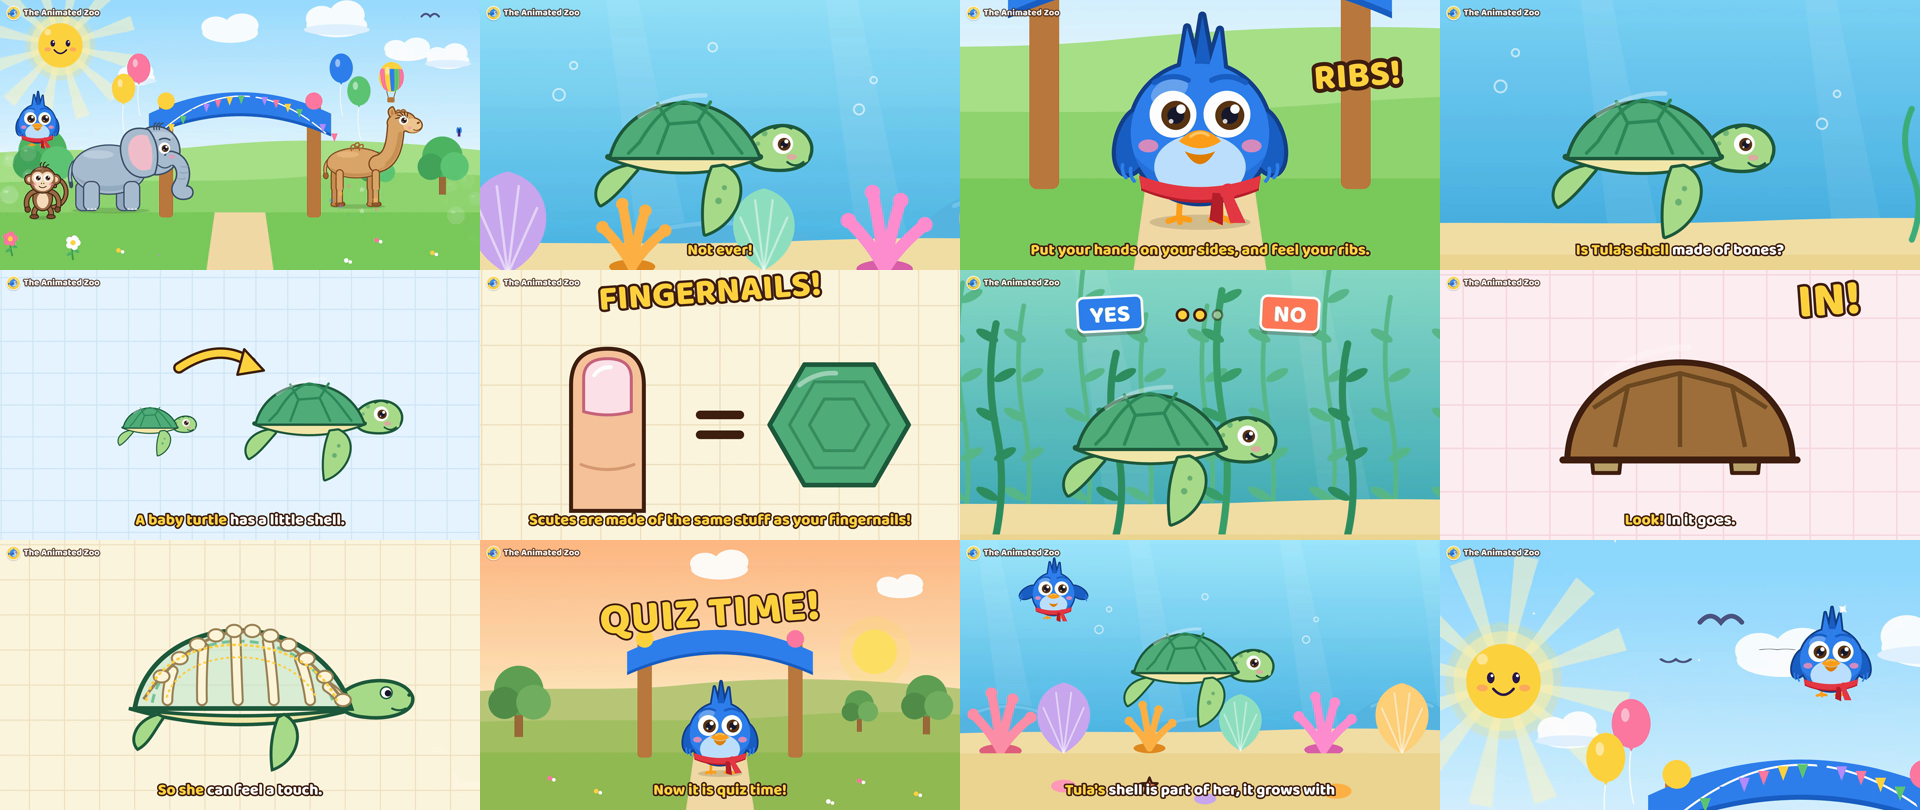 The Animated Zoo
The Animated Zoo
Not ever!
The Animated Zoo
RIBS!
Put your hands on your sides, and feel your ribs.
The Animated Zoo
Is Tula's shell made of bones?
The Animated Zoo
A baby turtle has a little shell.
The Animated Zoo
FINGERNAILS!
Scutes are made of the same stuff as your fingernails!
The Animated Zoo
YES
NO
The Animated Zoo
IN!
Look! In it goes.
The Animated Zoo
So she can feel a touch.
The Animated Zoo
QUIZ TIME!
Now it is quiz time!
The Animated Zoo
Tula's shell is part of her, it grows with
The Animated Zoo